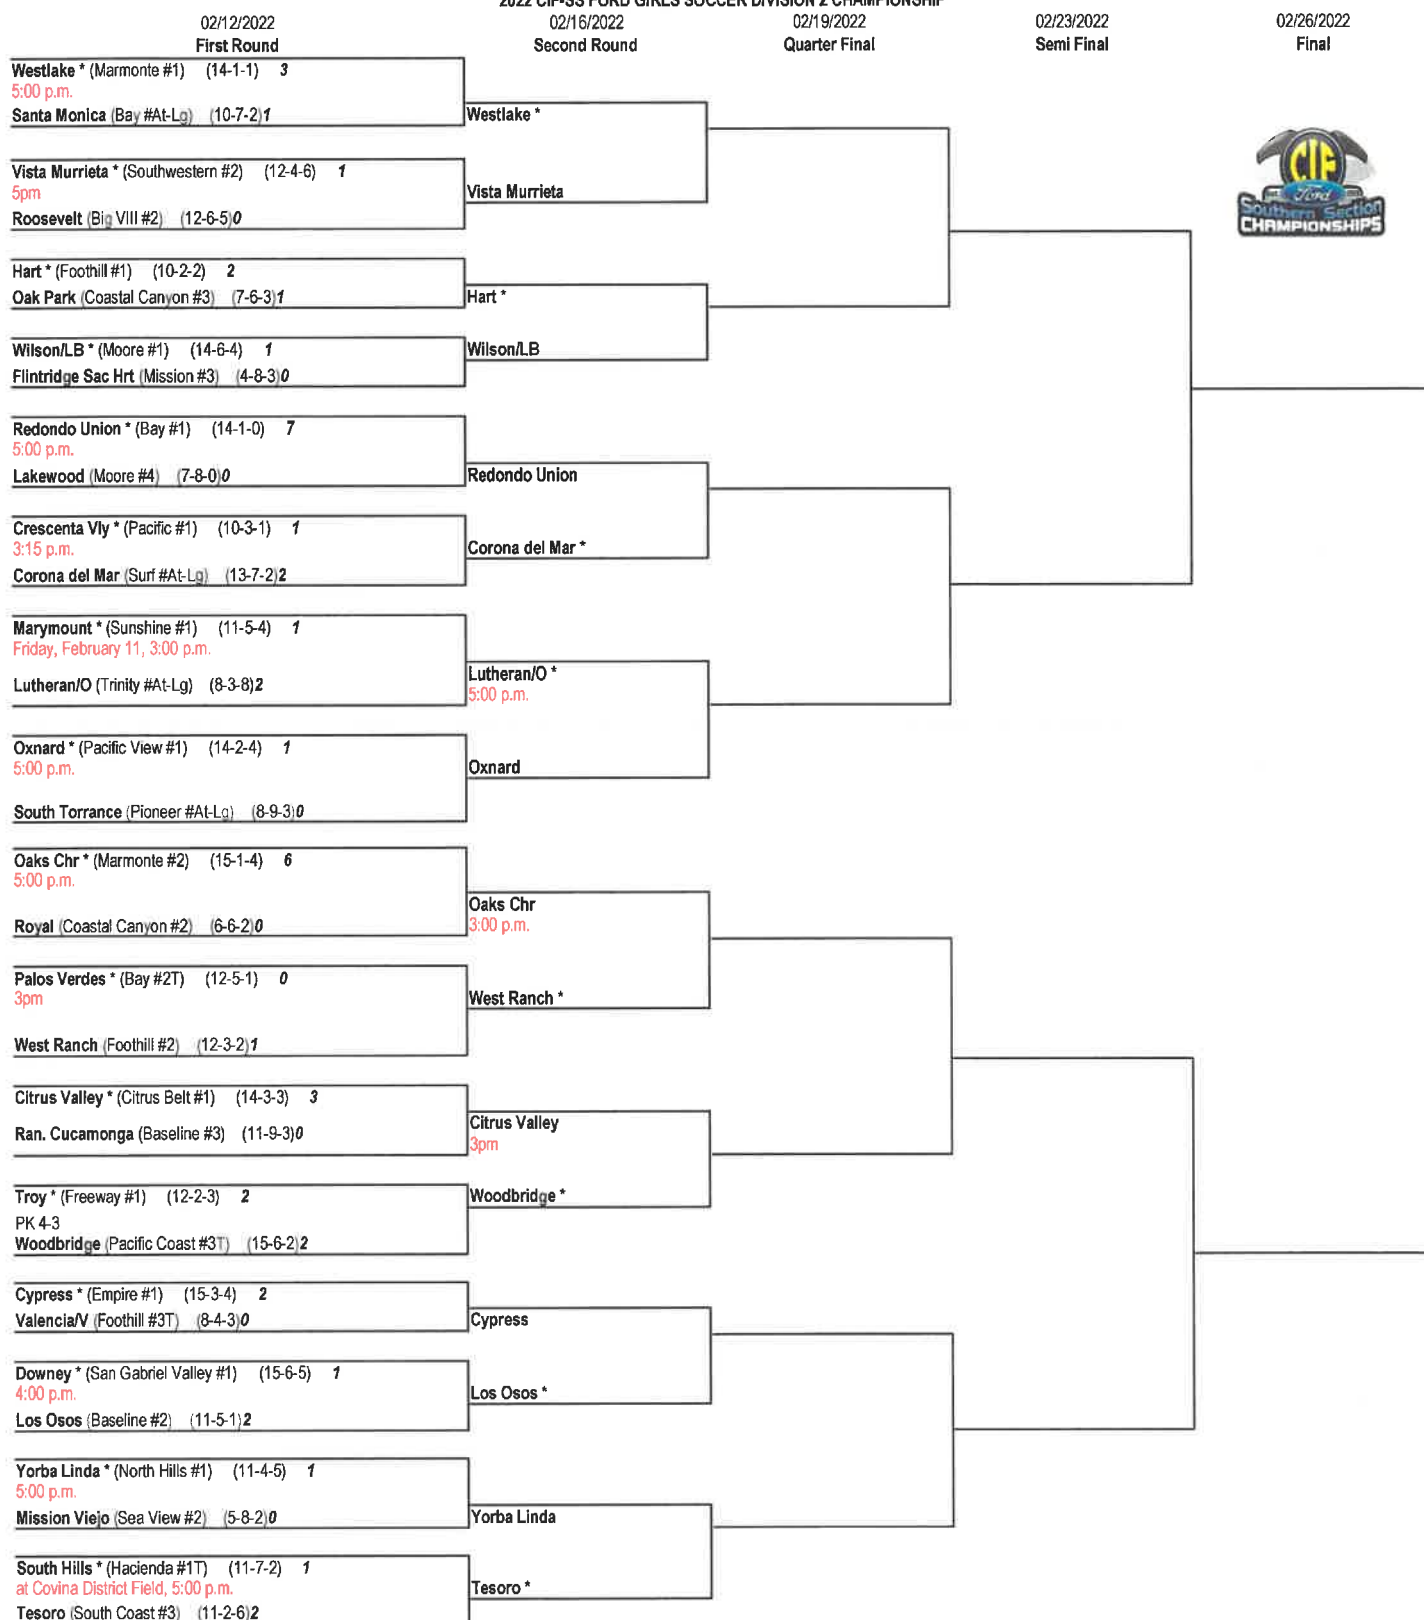 2022 CIF-SS FORD GIRLS SOCCER DIVISION 2 CHAMPIONSHIP
02/12/2022 02/16/2022 02/19/2022 02/23/2022 02/26/2022
First Round Second Round Quarter Final Semi Final Final
Westlake * (Marmonte #1) (14-1-1) 3
5:00 p.m.
Santa Monica (Bay #At-Lg) (10-7-2)1
Westlake *
Vista Murrieta * (Southwestern #2) (12-4-6) 1
5pm
Roosevelt (Big VIII #2) (12-6-5)0
Vista Murrieta
CIF
Ford
Southern Section
CHAMPIONSHIPS
Hart * (Foothill #1) (10-2-2) 2
Oak Park (Coastal Canyon #3) (7-6-3)1
Hart *
Wilson/LB * (Moore #1) (14-6-4) 1
Flintridge Sac Hrt (Mission #3) (4-8-3)0
Wilson/LB
Redondo Union * (Bay #1) (14-1-0) 7
5:00 p.m.
Lakewood (Moore #4) (7-8-0)0
Redondo Union
Crescenta Vly * (Pacific #1) (10-3-1) 1
3:15 p.m.
Corona del Mar (Surf #At-Lg) (13-7-2)2
Corona del Mar *
Marymount * (Sunshine #1) (11-5-4) 1
Friday, February 11, 3:00 p.m.
Lutheran/O (Trinity #At-Lg) (8-3-8)2
Lutheran/O *
5:00 p.m.
Oxnard * (Pacific View #1) (14-2-4) 1
5:00 p.m.
South Torrance (Pioneer #At-Lg) (8-9-3)0
Oxnard
Oaks Chr * (Marmonte #2) (15-1-4) 6
5:00 p.m.
Royal (Coastal Canyon #2) (6-6-2)0
Oaks Chr
3:00 p.m.
Palos Verdes * (Bay #2T) (12-5-1) 0
3pm
West Ranch (Foothill #2) (12-3-2)1
West Ranch *
Citrus Valley * (Citrus Belt #1) (14-3-3) 3
Ran. Cucamonga (Baseline #3) (11-9-3)0
Citrus Valley
3pm
Troy * (Freeway #1) (12-2-3) 2
PK 4-3
Woodbridge (Pacific Coast #3T) (15-6-2)2
Woodbridge *
Cypress * (Empire #1) (15-3-4) 2
Valencia/V (Foothill #3T) (8-4-3)0
Cypress
Downey * (San Gabriel Valley #1) (15-6-5) 1
4:00 p.m.
Los Osos (Baseline #2) (11-5-1)2
Los Osos *
Yorba Linda * (North Hills #1) (11-4-5) 1
5:00 p.m.
Mission Viejo (Sea View #2) (5-8-2)0
Yorba Linda
South Hills * (Hacienda #1T) (11-7-2) 1
at Covina District Field, 5:00 p.m.
Tesoro (South Coast #3) (11-2-6)2
Tesoro *